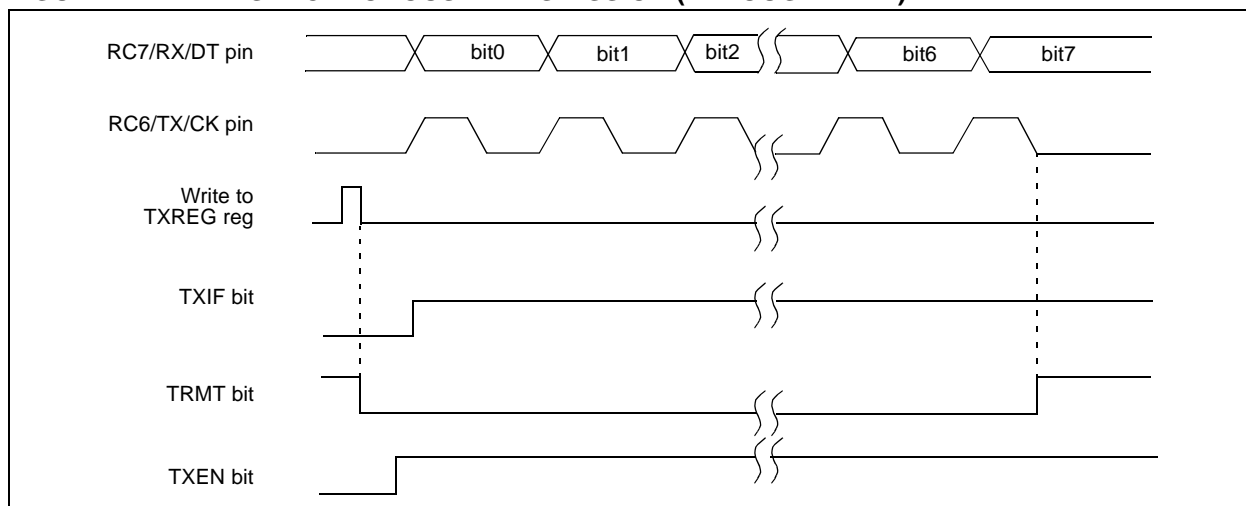 RC7/RX/DT pin
bit0
bit1
bit2
bit6
bit7
RC6/TX/CK pin
Write to
TXREG reg
TXIF bit
TRMT bit
TXEN bit